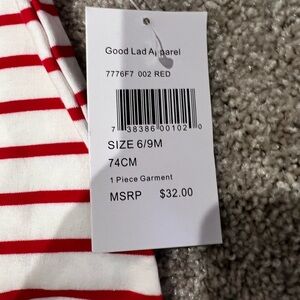 Good Lad Apparel
7776F7 002 RED
7 38386 00102 0
SIZE 6/9M
74CM
1 Piece Garment
MSRP $32.00